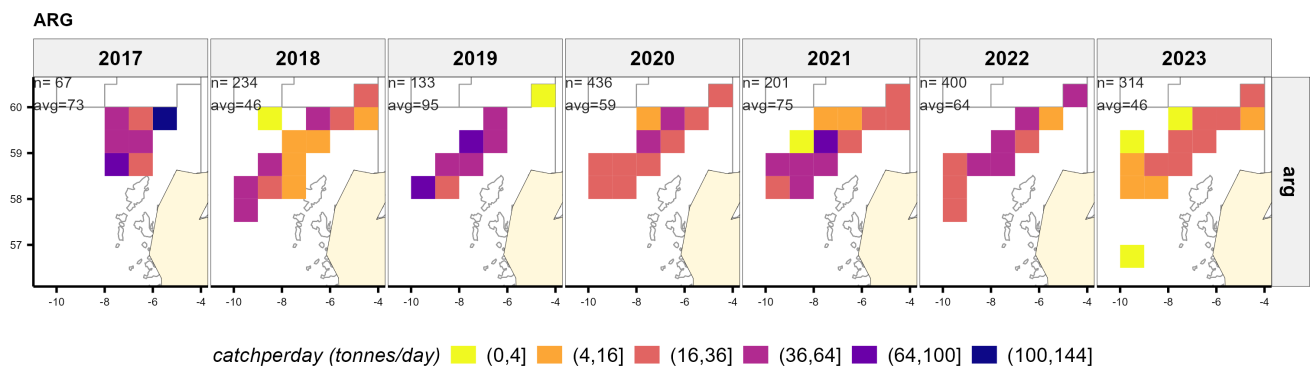 ARG
2017 2018 2019 2020 2021 2022 2023
n= 67 n= 234 n= 133 n= 436 n= 201 n= 400 n= 314
avg=73 avg=46 avg=95 avg=59 avg=75 avg=64 avg=46
60
59
58
57
arg
-10 -8 -6 -4 -10 -8 -6 -4 -10 -8 -6 -4 -10 -8 -6 -4 -10 -8 -6 -4 -10 -8 -6 -4 -10 -8 -6 -4
catchperday (tonnes/day) (0,4] (4,16] (16,36] (36,64] (64,100] (100,144]